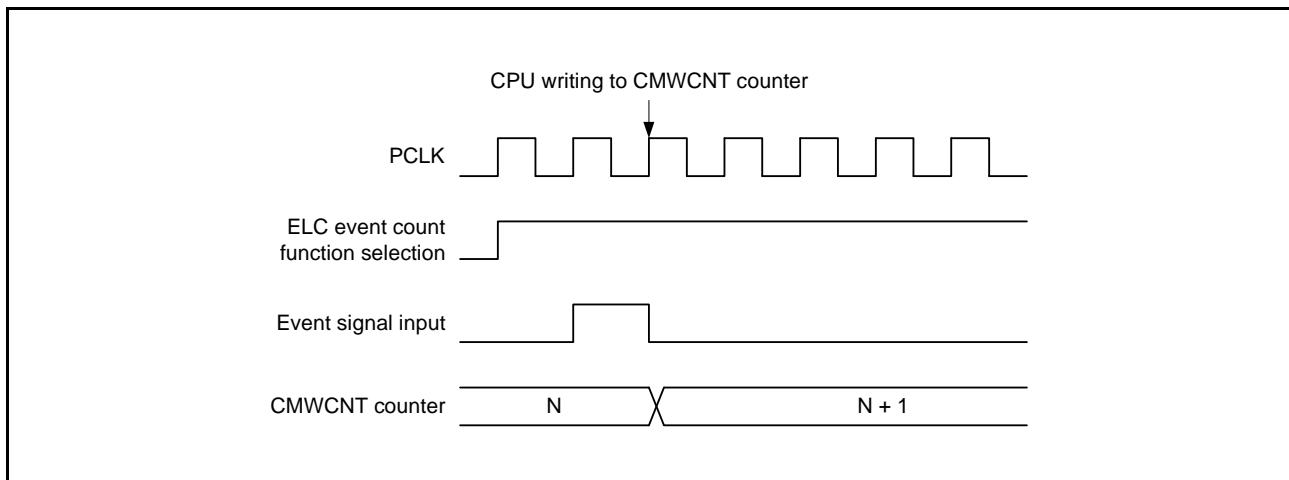 CPU writing to CMWCNT counter
PCLK
ELC event count
function selection
Event signal input
CMWCNT counter
N
N + 1